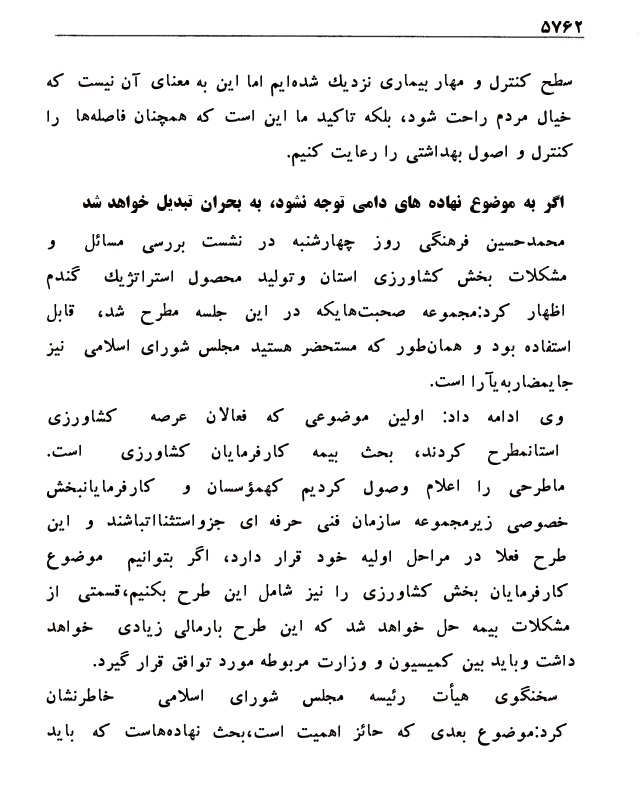 ۵۷۶۲
سطح کنترل و مهار بیماری نزدیك شده‌ایم اما این به معنای آن نیست که
خیال مردم راحت شود، بلکه تاکید ما این است که همچنان فاصله‌ها را
کنترل و اصول بهداشتی را رعایت کنیم.
اگر به موضوع نهاده های دامی توجه نشود، به بحران تبدیل خواهد شد
محمدحسین فرهنگی روز چهارشنبه در نشست بررسی مسائل و
مشکلات بخش کشاورزی استان وتولید محصول استراتژیك گندم
اظهار کرد:مجموعه صحبت‌هایکه در این جلسه مطرح شد، قابل
استفاده بود و همان‌طور که مستحضر هستید مجلس شورای اسلامی نیز
جایمضاربه‌یآرا است.
وی ادامه داد: اولین موضوعی که فعالان عرصه کشاورزی
استانمطرح کردند، بحث بیمه کارفرمایان کشاورزی است.
ماطرحی را اعلام وصول کردیم کهمؤسسان و کارفرمایانبخش
خصوصی زیرمجموعه سازمان فنی حرفه ای جزواستثنااتباشند و این
طرح فعلا در مراحل اولیه خود قرار دارد، اگر بتوانیم موضوع
کارفرمایان بخش کشاورزی را نیز شامل این طرح بکنیم،قسمتی از
مشکلات بیمه حل خواهد شد که این طرح بارمالی زیادی خواهد
داشت وباید بین کمیسیون و وزارت مربوطه مورد توافق قرار گیرد.
سخنگوی هیأت رئیسه مجلس شورای اسلامی خاطرنشان
کرد:موضوع بعدی که حائز اهمیت است،بحث نهاده‌هاست که باید